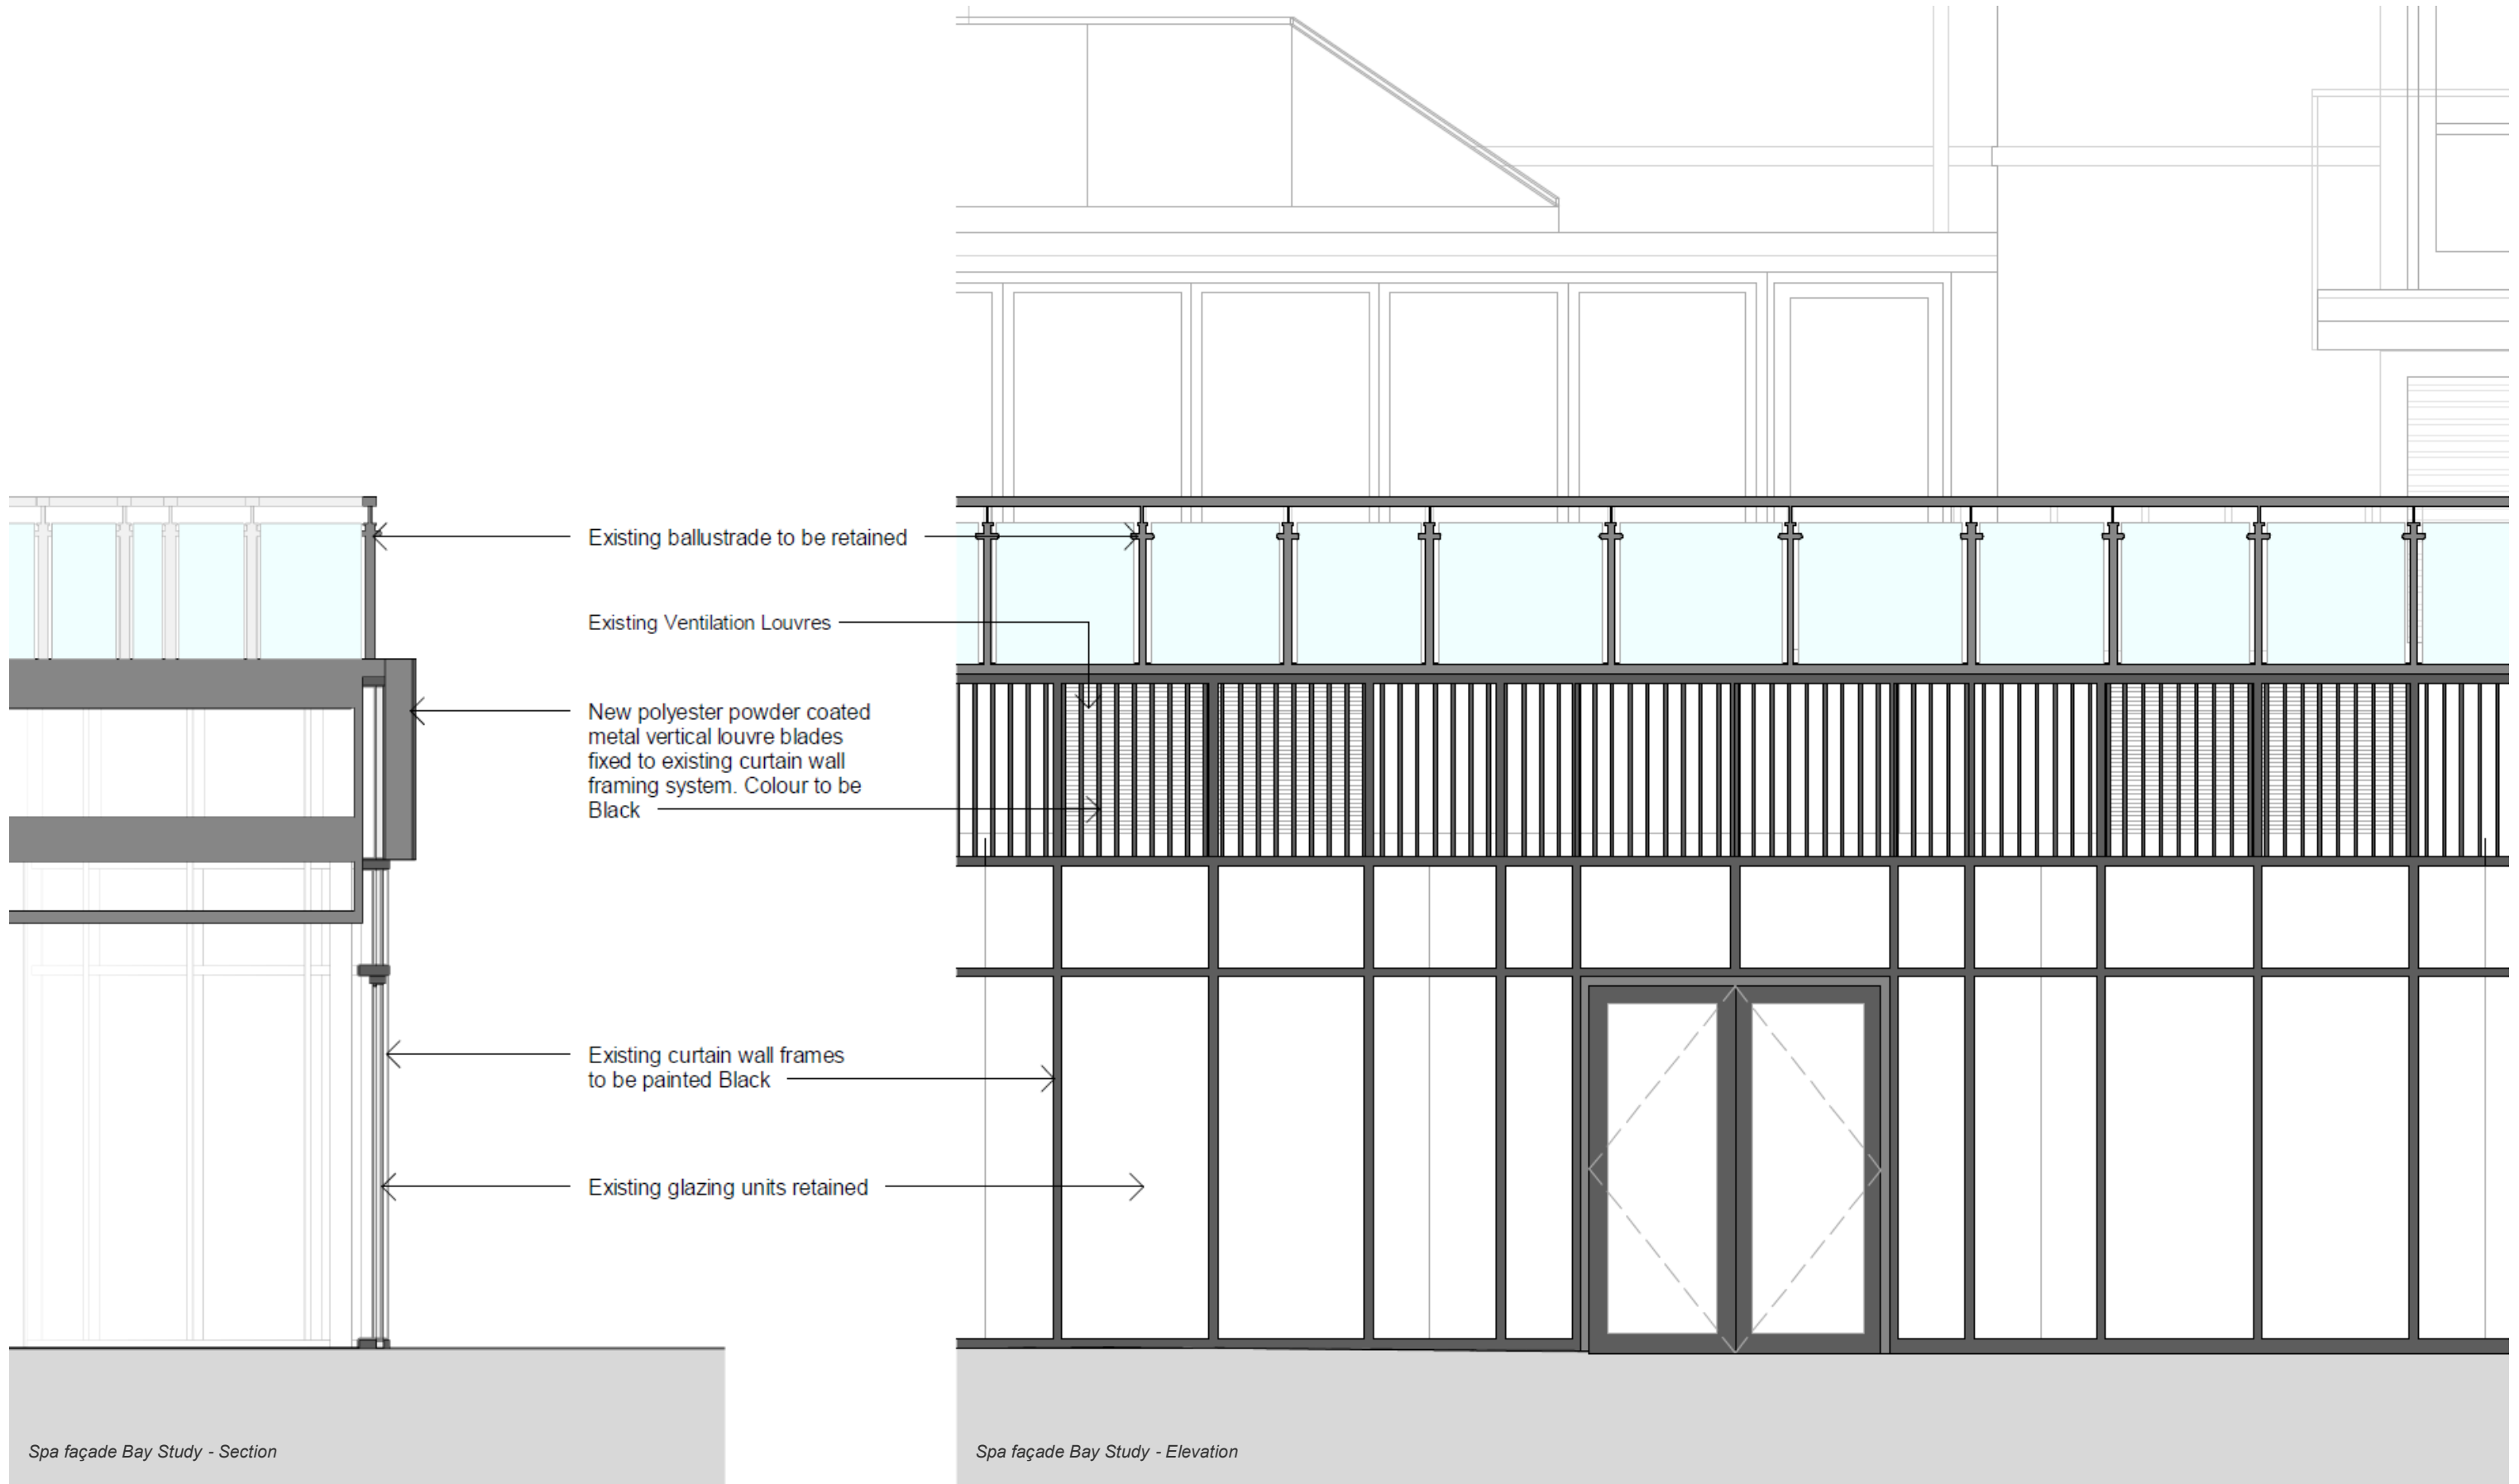 Existing ballustrade to be retained
Existing Ventilation Louvres
New polyester powder coated
metal vertical louvre blades
fixed to existing curtain wall
framing system. Colour to be
Black
Existing curtain wall frames
to be painted Black
Existing glazing units retained
Spa façade Bay Study - Section
Spa façade Bay Study - Elevation